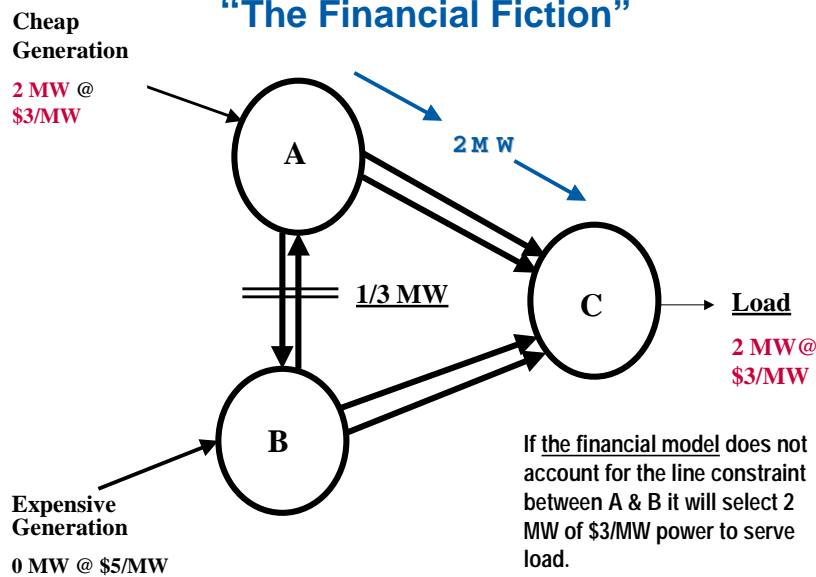 “The Financial Fiction”
Cheap
Generation
2 MW @
$3/MW
A
2 M W
1/3 MW
C
Load
2 MW@
$3/MW
B
If the financial model does not
account for the line constraint
between A & B it will select 2
MW of $3/MW power to serve
load.
Expensive
Generation
0 MW @ $5/MW